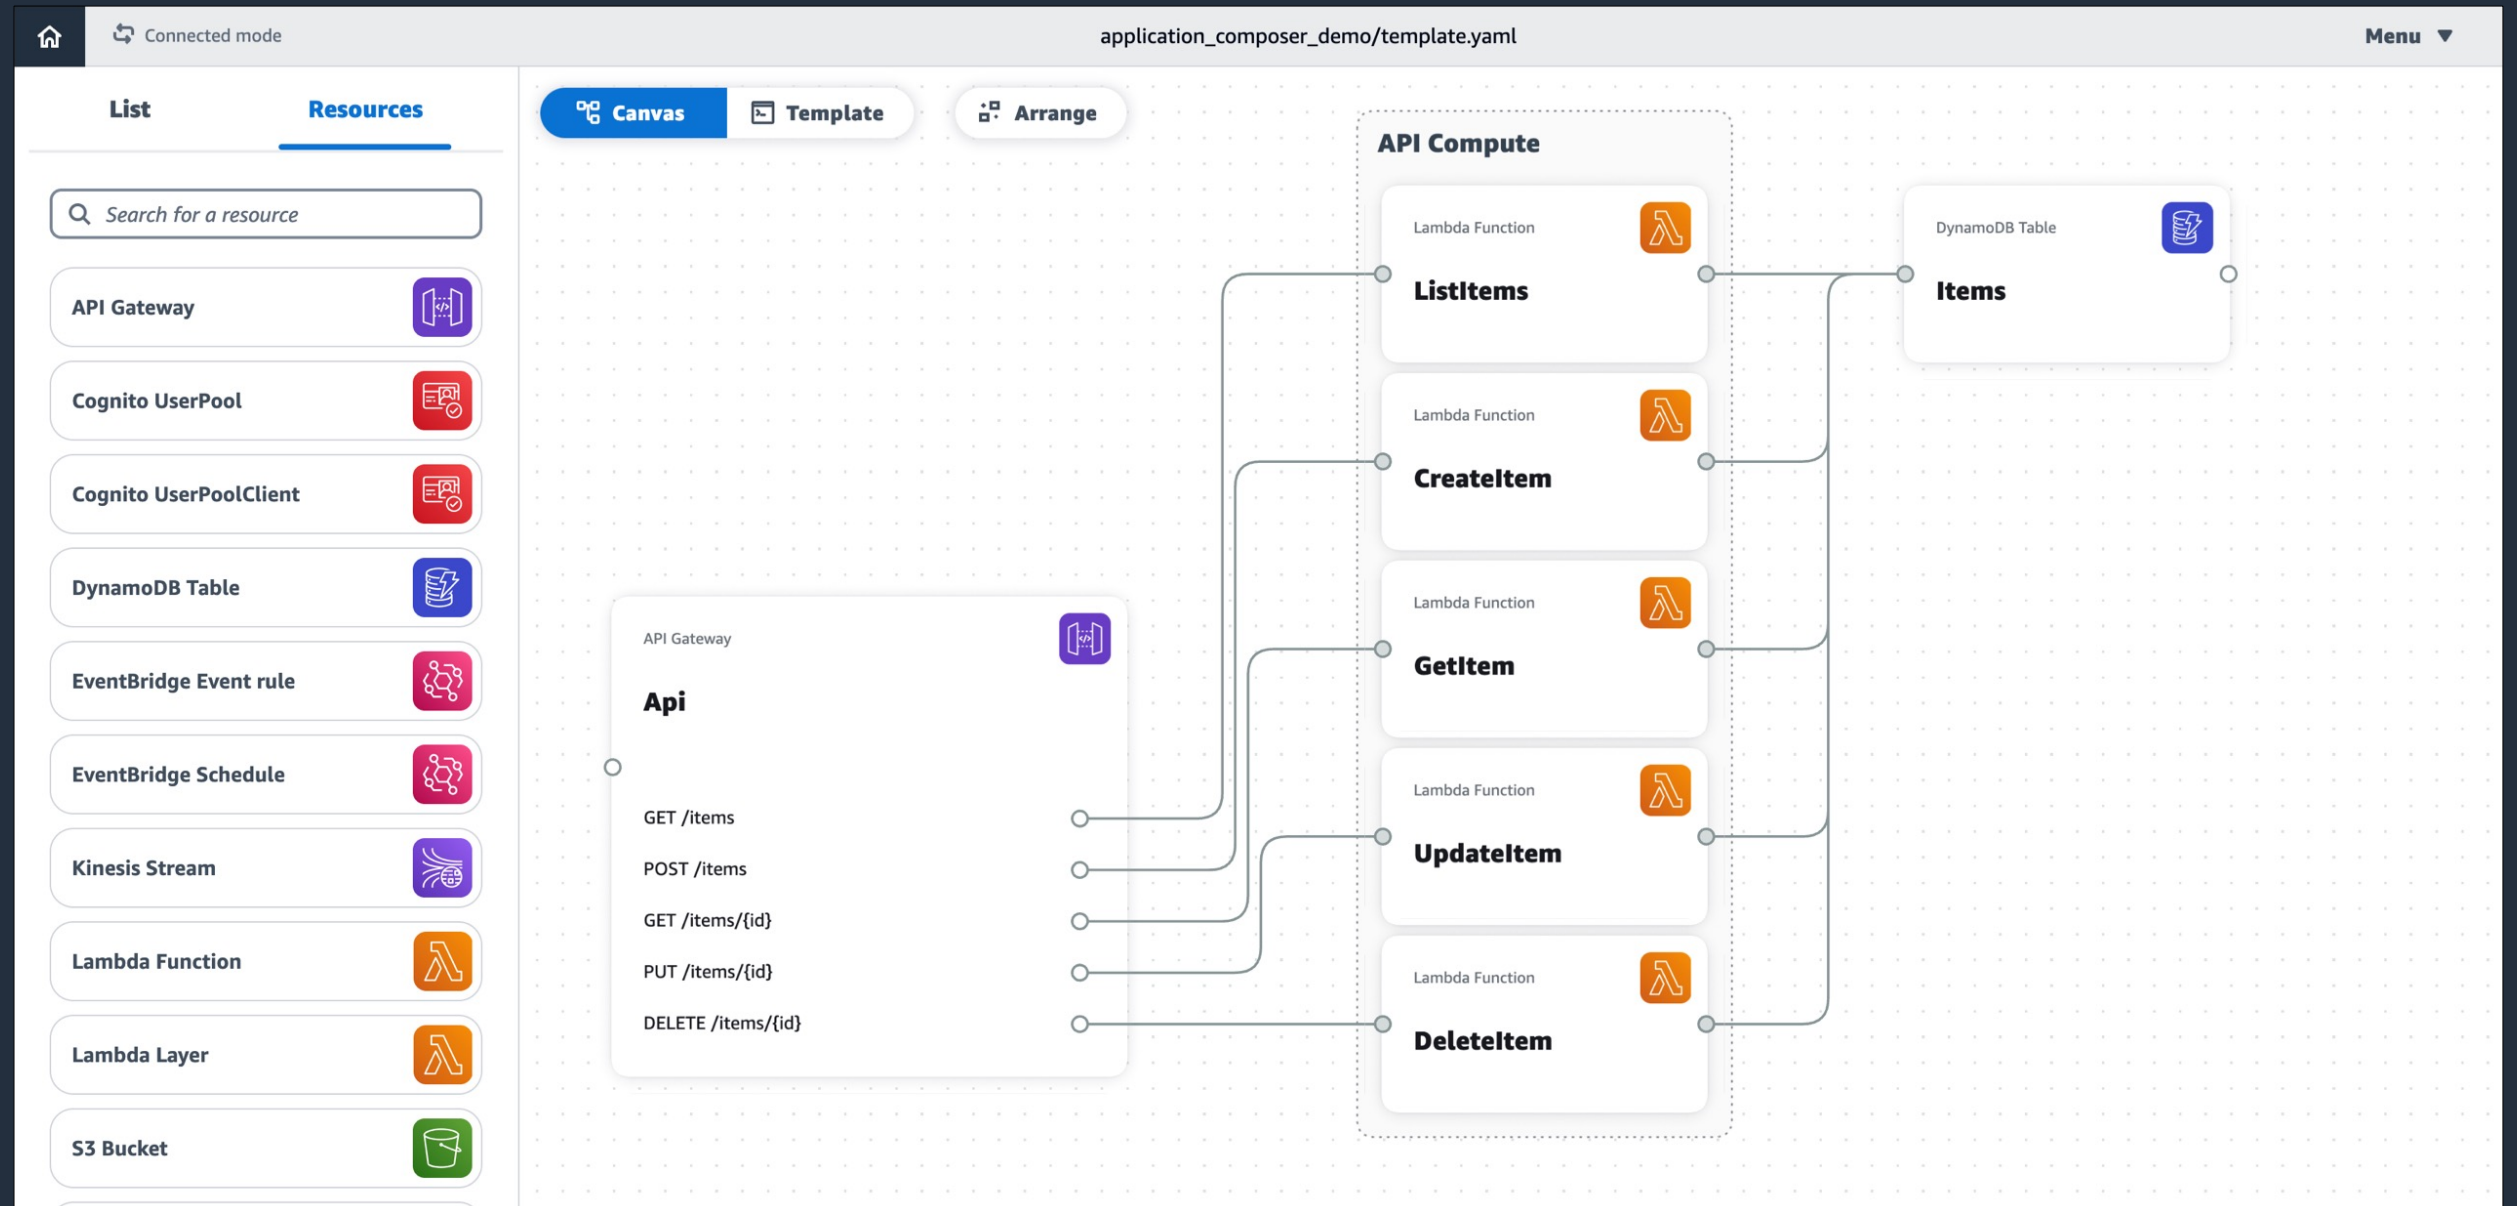 Connected mode
application_composer_demo/template.yaml
Menu
List
Resources
Search for a resource
API Gateway
Cognito UserPool
Cognito UserPoolClient
DynamoDB Table
EventBridge Event rule
EventBridge Schedule
Kinesis Stream
Lambda Function
Lambda Layer
S3 Bucket
Canvas
Template
Arrange
API Gateway
Api
GET /items
POST /items
GET /items/{id}
PUT /items/{id}
DELETE /items/{id}
API Compute
Lambda Function
ListItems
Lambda Function
CreateItem
Lambda Function
GetItem
Lambda Function
UpdateItem
Lambda Function
DeleteItem
DynamoDB Table
Items